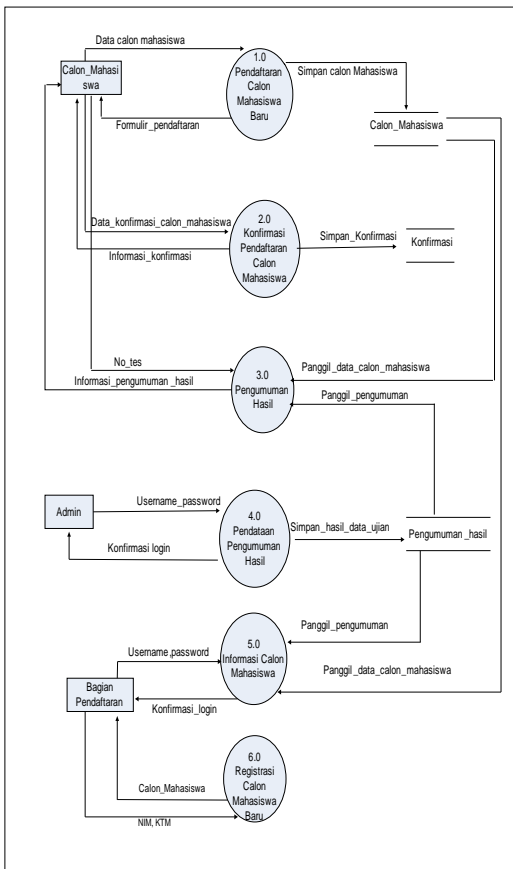 Data calon mahasiswa
Calon_Mahasi
swa
1.0
Pendaftaran
Calon
Mahasiswa
Baru
Simpan calon Mahasiswa
Formulir_pendaftaran
Calon_Mahasiswa
Data_konfirmasi_calon_mahasiswa
2.0
Konfirmasi
Pendaftaran
Calon
Mahasiswa
Simpan_Konfirmasi
Konfirmasi
Informasi_konfirmasi
No_tes
Informasi_pengumuman _hasil
3.0
Pengumuman
Hasil
Panggil_data_calon_mahasiswa
Panggil_pengumuman
Admin
Username_password
4.0
Pendataan
Pengumuman
Hasil
Simpan_hasil_data_ujian
Pengumuman _hasil
Konfirmasi login
Panggil_pengumuman
Username,password
5.0
Informasi Calon
Mahasiswa
Panggil_data_calon_mahasiswa
Bagian
Pendaftaran
Konfirmasi_login
6.0
Registrasi
Calon
Mahasiswa
Baru
Calon_Mahasiswa
NIM, KTM